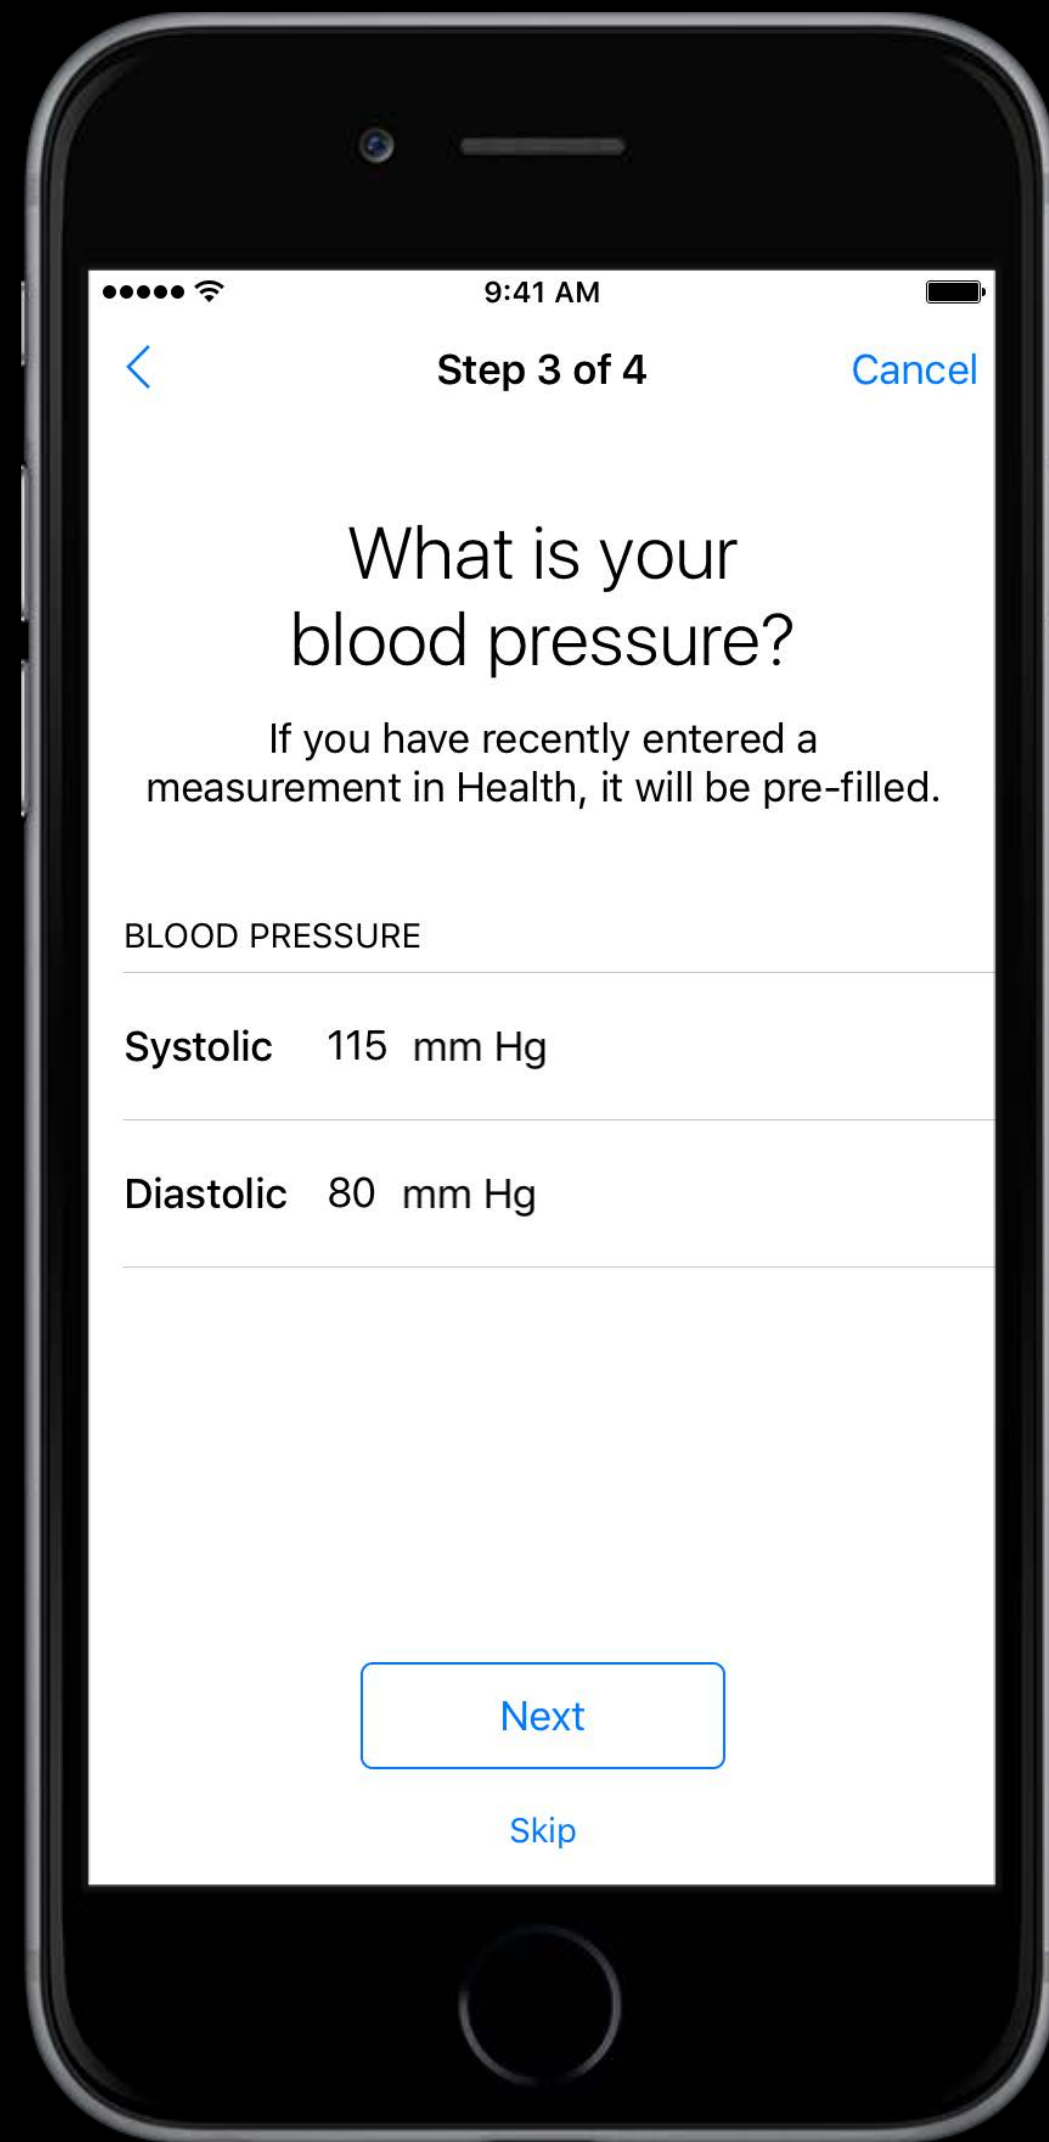 9:41 AM
Step 3 of 4 Cancel
What is your
blood pressure?
If you have recently entered a
measurement in Health, it will be pre-filled.
BLOOD PRESSURE
Systolic 115 mm Hg
Diastolic 80 mm Hg
Next
Skip